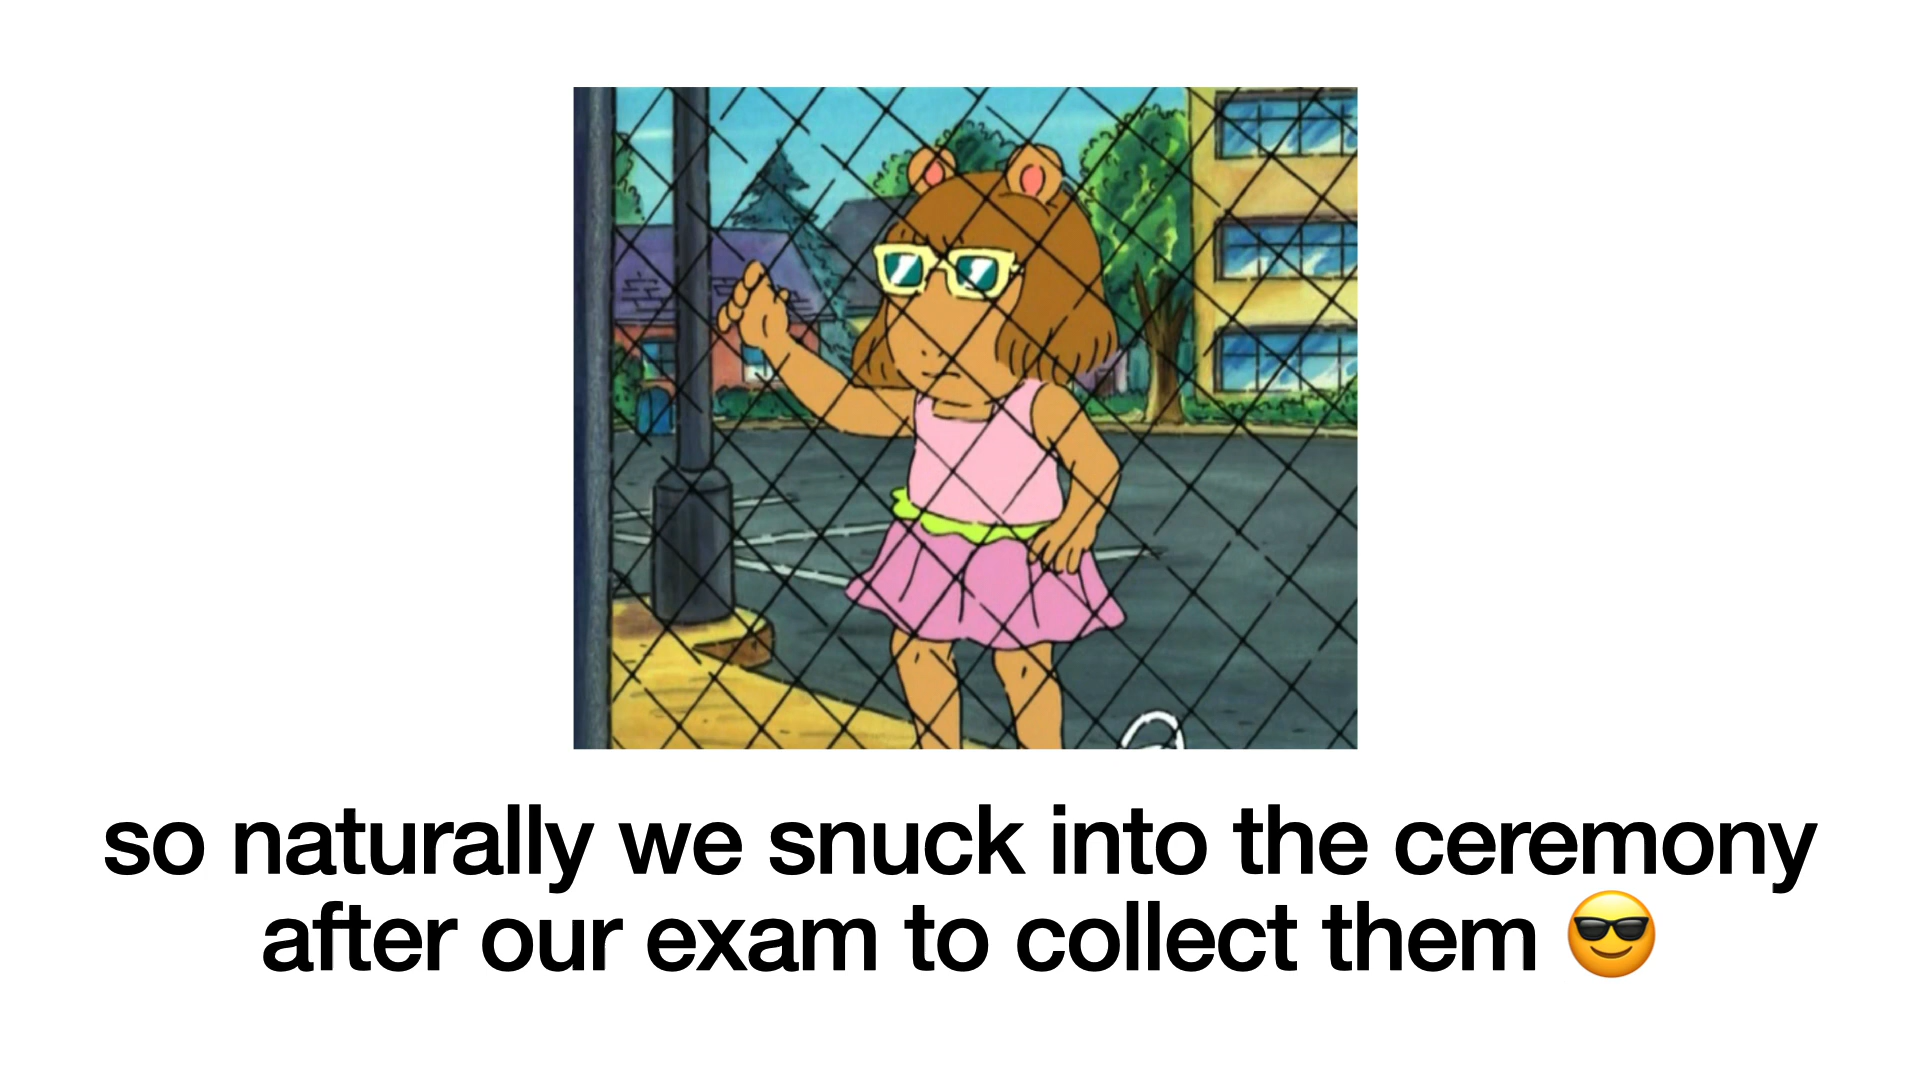 so naturally we snuck into the ceremony
after our exam to collect them 😎